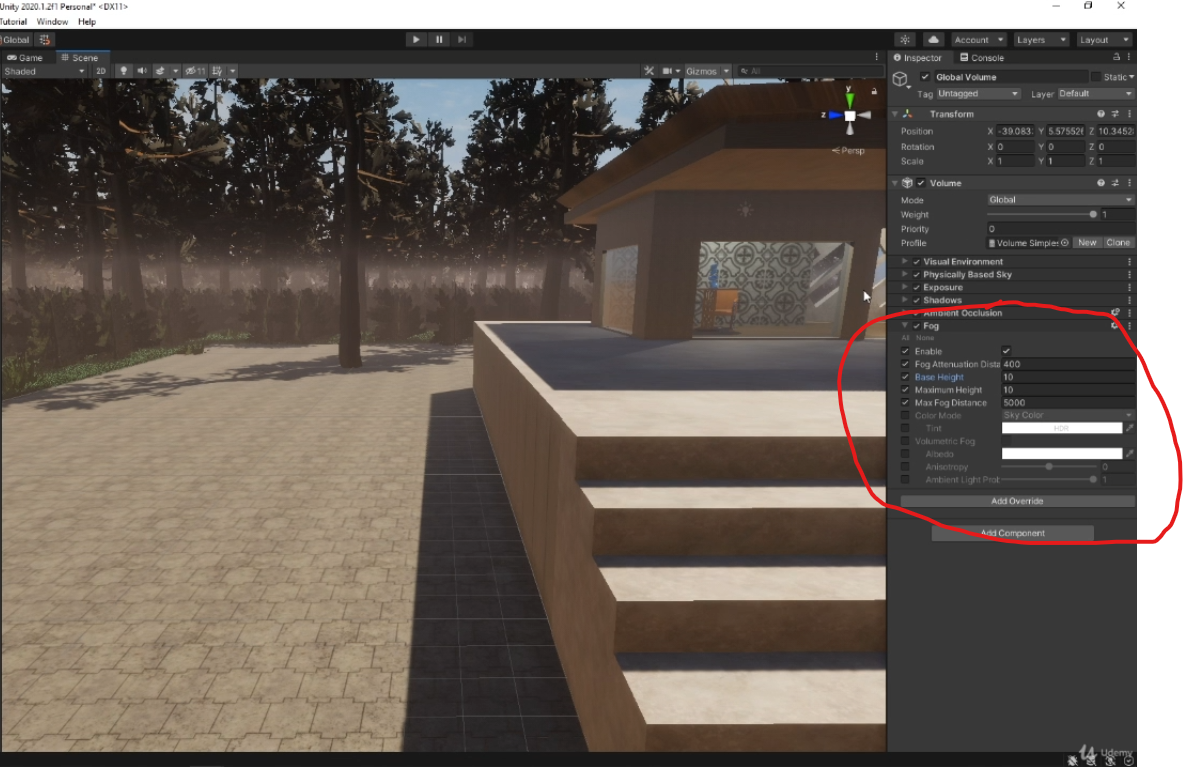 Unity 2020.1.2f1 Personal* <DX11>
Tutorial Window Help
Global
Account Layers Layout
Game Scene
Inspector Console
Shaded 2D 11 Gizmos All
Global Volume Static
Tag Untagged Layer Default
y
z
Persp
Transform
Position X -39.083 Y 5.57552 Z 10.3452
Rotation X 0 Y 0 Z 0
Scale X 1 Y 1 Z 1
Volume
Mode Global
Weight 1
Priority 0
Profile Volume Simple New Clone
Visual Environment
Physically Based Sky
Exposure
Shadows
Ambient Occlusion
Fog
All None
Enable
Fog Attenuation Dista 400
Base Height 10
Maximum Height 10
Max Fog Distance 5000
Color Mode Sky Color
Tint HDR
Volumetric Fog
Albedo
Anisotropy 0
Ambient Light Prob 1
Add Override
Add Component
14
Udemy